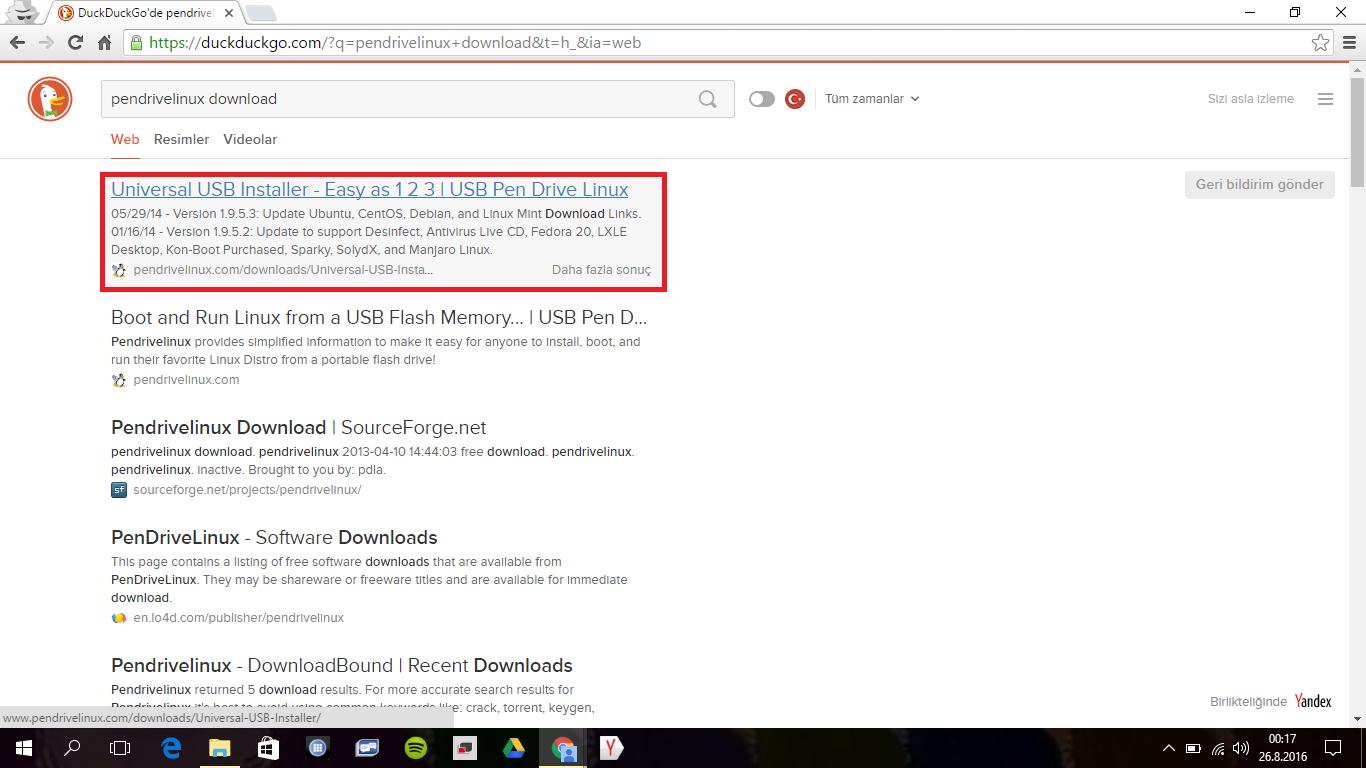 DuckDuckGo'de pendrivel
https://duckduckgo.com/?q=pendrivelinux+download&t=h_&ia=web
pendrivelinux download
Tüm zamanlar
Sizi asla izleme
Web Resimler Videolar
Geri bildirim gönder
Universal USB Installer - Easy as 1 2 3 | USB Pen Drive Linux
05/29/14 - Version 1.9.5.3: Update Ubuntu, CentOS, Debian, and Linux Mint Download Links.
01/16/14 - Version 1.9.5.2: Update to support Desinfect, Antivirus Live CD, Fedora 20, LXLE
Desktop, Kon-Boot Purchased, Sparky, SolydX, and Manjaro Linux.
pendrivelinux.com/downloads/Universal-USB-Insta... Daha fazla sonuç
Boot and Run Linux from a USB Flash Memory... | USB Pen D...
Pendrivelinux provides simplified information to make it easy for anyone to install, boot, and
run their favorite Linux Distro from a portable flash drive!
pendrivelinux.com
Pendrivelinux Download | SourceForge.net
pendrivelinux download. pendrivelinux 2013-04-10 14:44:03 free download. pendrivelinux.
pendrivelinux. inactive. Brought to you by: pdla.
sf sourceforge.net/projects/pendrivelinux/
PenDriveLinux - Software Downloads
This page contains a listing of free software downloads that are available from
PenDriveLinux. They may be shareware or freeware titles and are available for immediate
download.
en.lo4d.com/publisher/pendrivelinux
Pendrivelinux - DownloadBound | Recent Downloads
Pendrivelinux returned 5 download results. For more accurate search results for
Pendrivelinux it's best to avoid using common keywords like: crack, torrent, keygen,
Birlikteliğinde Yandex
www.pendrivelinux.com/downloads/Universal-USB-Installer/
00:17
26.8.2016